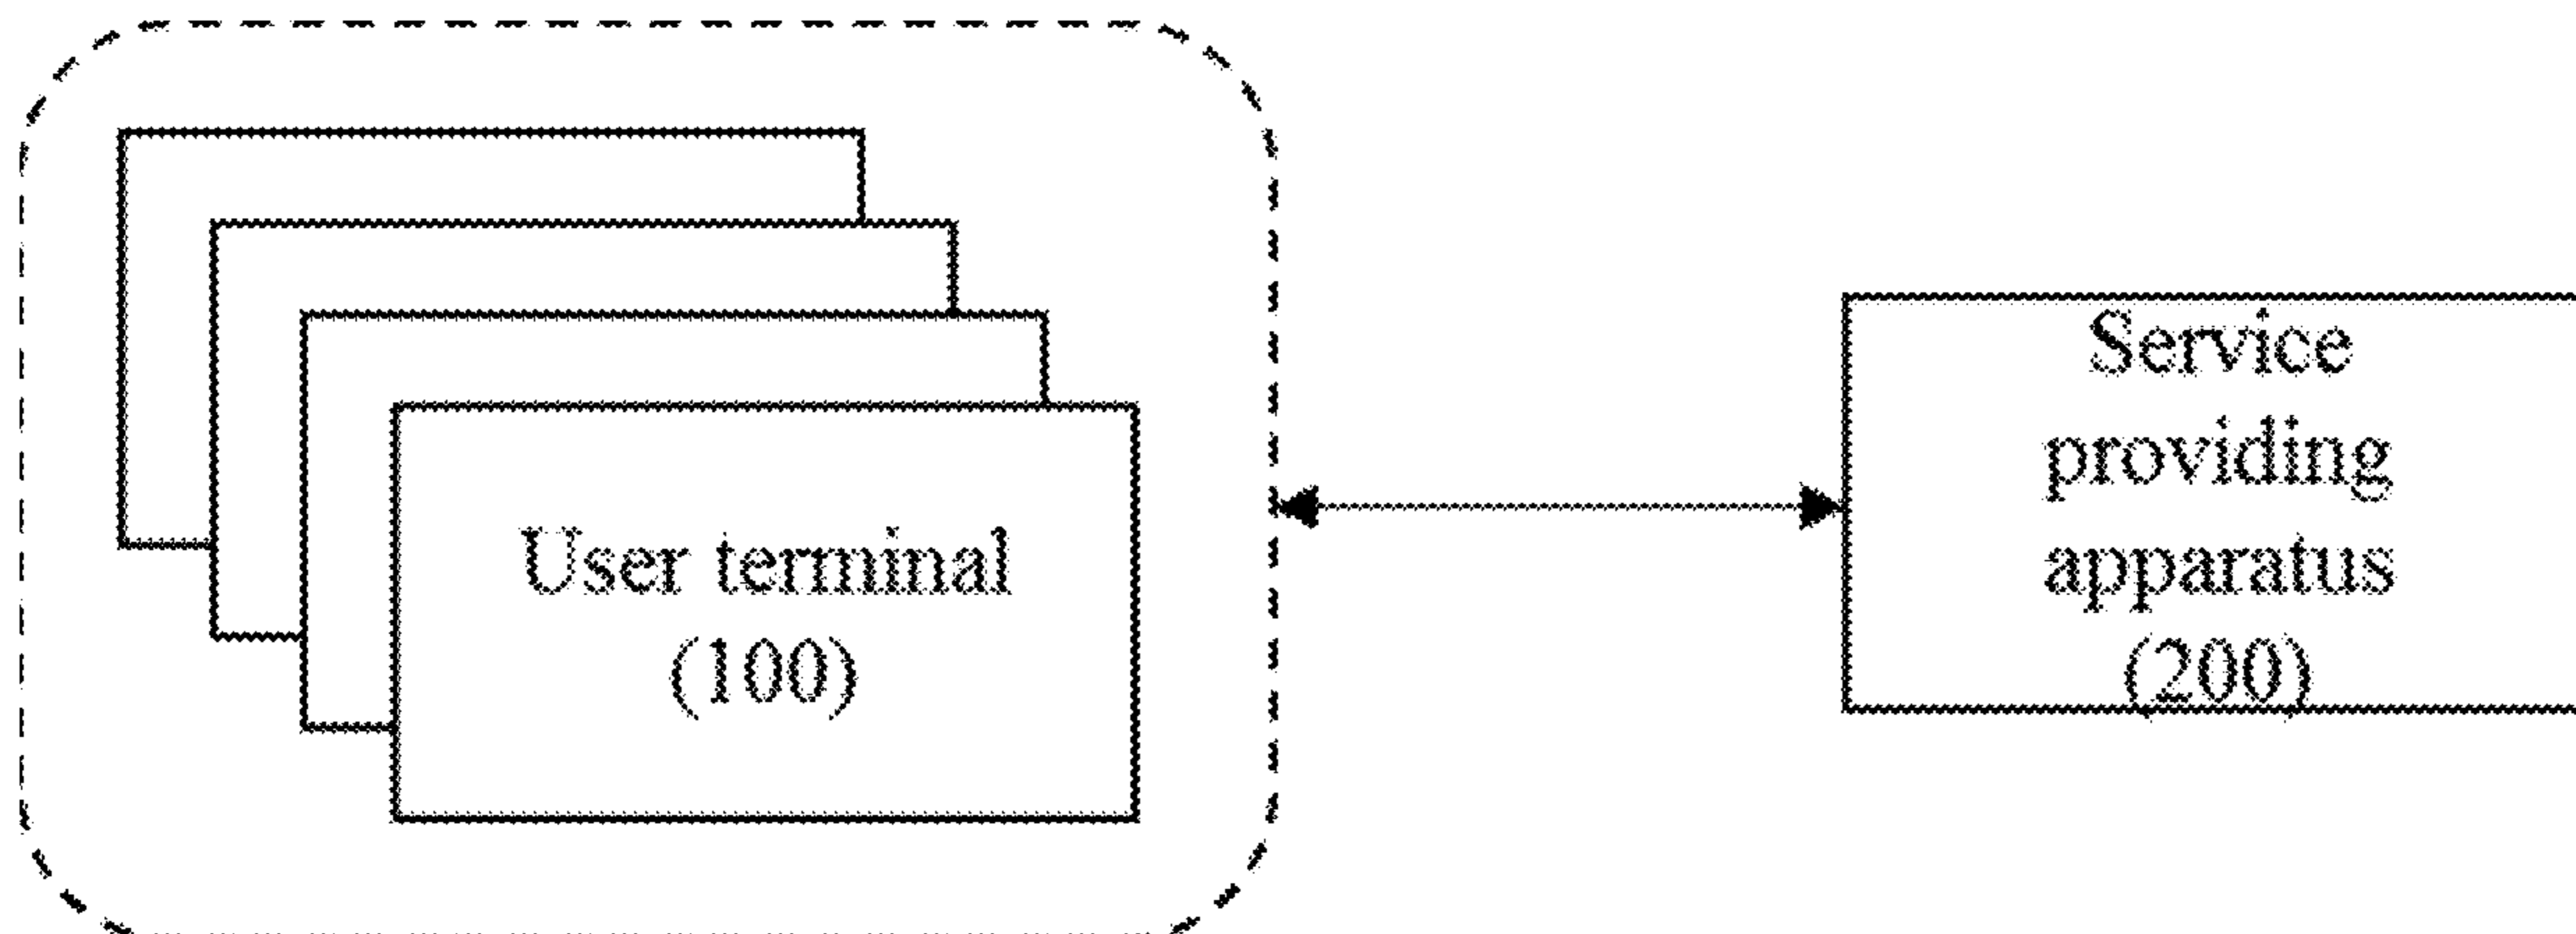 User terminal
(100)
Service
providing
apparatus
(200)